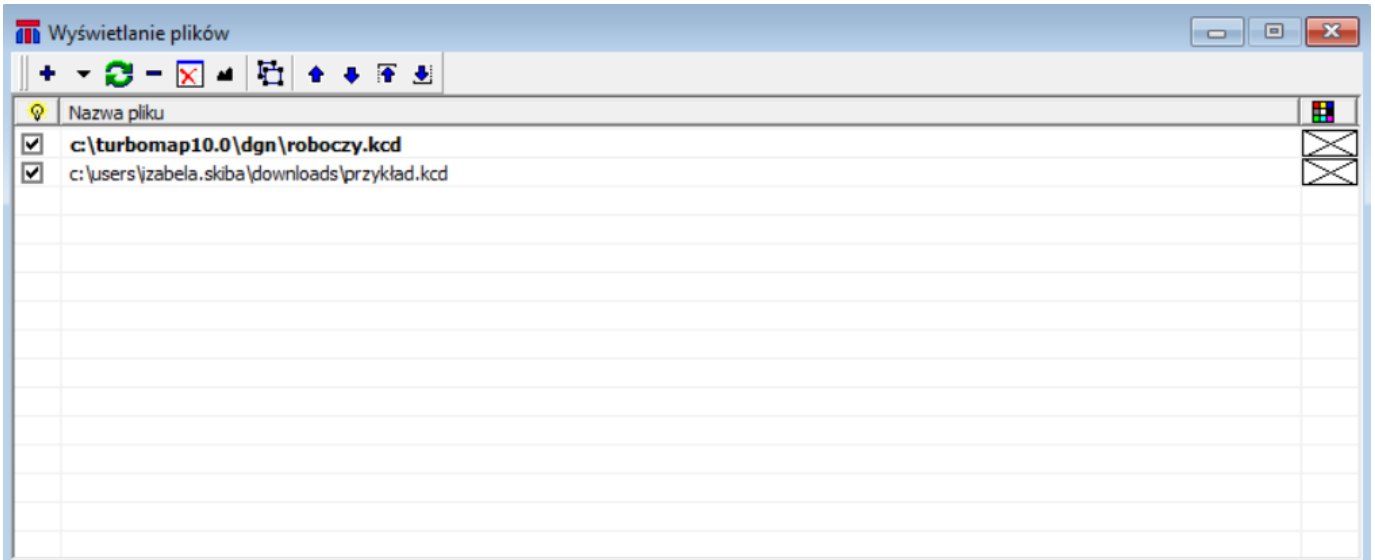 Wyświetlanie plików
Nazwa pliku
c:\turbomap10.0\dgn\roboczy.kcd
c:\users\izabela.skiba\downloads\przykład.kcd